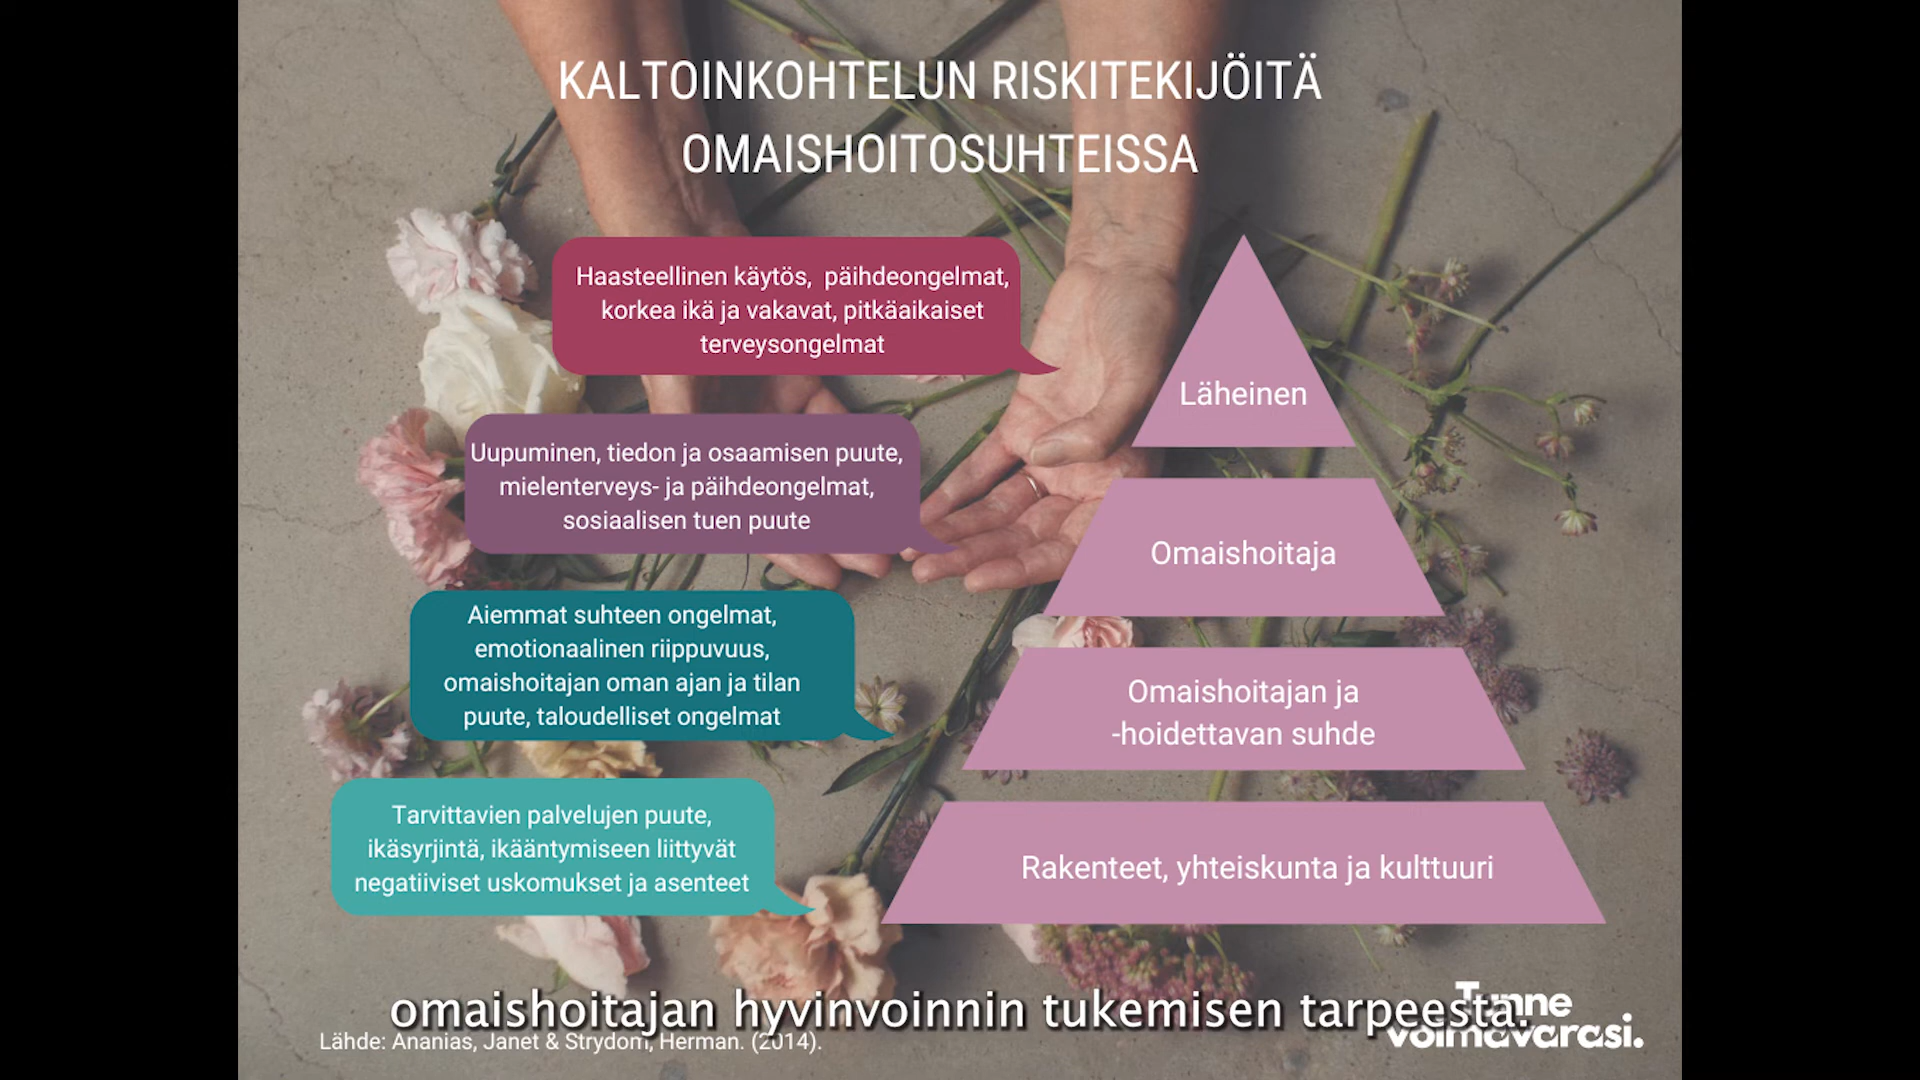 KALTOINKOHTELUN RISKITEKIJÖITÄ
OMAISHOITOSUHTEISSA
Haasteellinen käytös, päihdeongelmat,
korkea ikä ja vakavat, pitkäaikaiset
terveysongelmat
Läheinen
Uupuminen, tiedon ja osaamisen puute,
mielenterveys- ja päihdeongelmat,
sosiaalisen tuen puute
Omaishoitaja
Aiemmat suhteen ongelmat,
emotionaalinen riippuvuus,
omaishoitajan oman ajan ja tilan
puute, taloudelliset ongelmat
Omaishoitajan ja
-hoidettavan suhde
Tarvittavien palvelujen puute,
ikäsyrjintä, ikääntymiseen liittyvät
negatiiviset uskomukset ja asenteet
Rakenteet, yhteiskunta ja kulttuuri
omaishoitajan hyvinvoinnin tukemisen tarpeesta.
Lähde: Ananias, Janet & Strydom, Herman. (2014).
Tunne
voimavarasi.